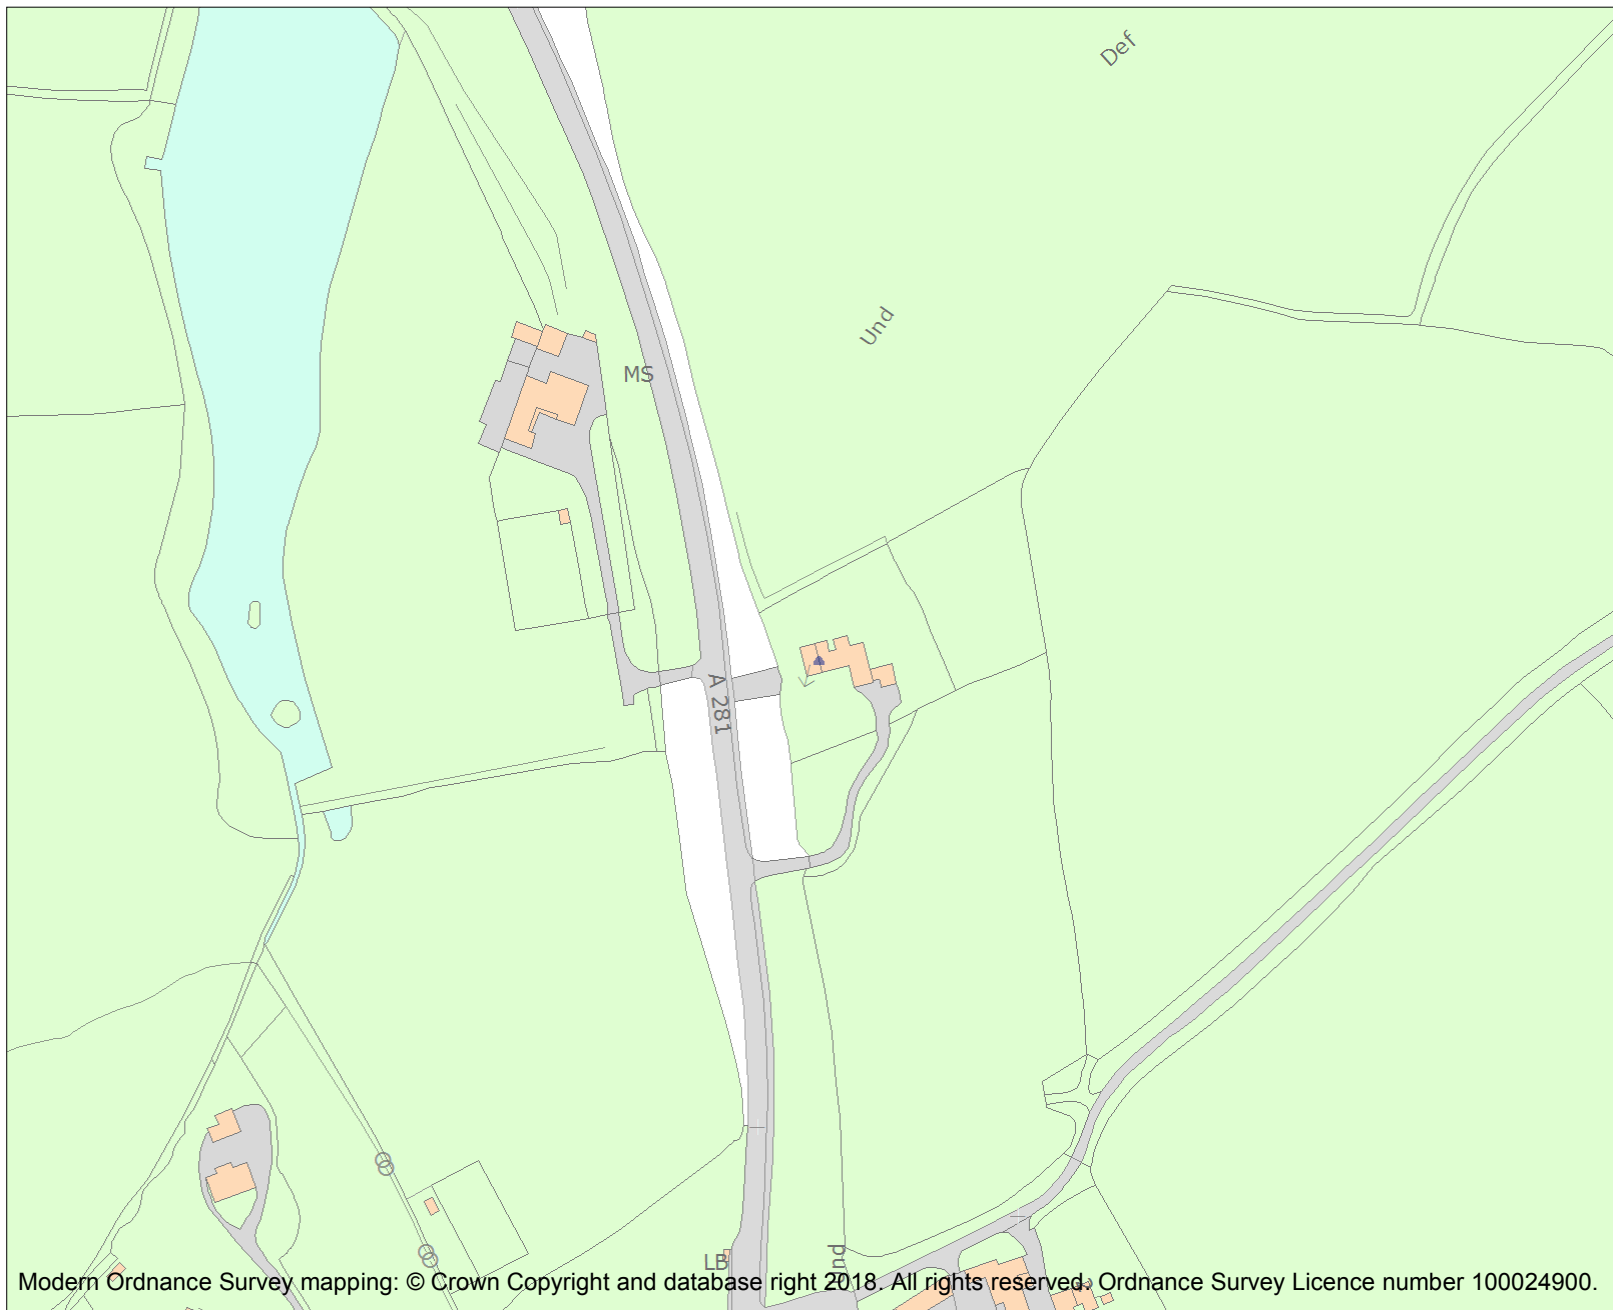 Def
Und
MS
A 281
LB
Und
Modern Ordnance Survey mapping: © Crown Copyright and database right 2018. All rights reserved. Ordnance Survey Licence number 100024900.